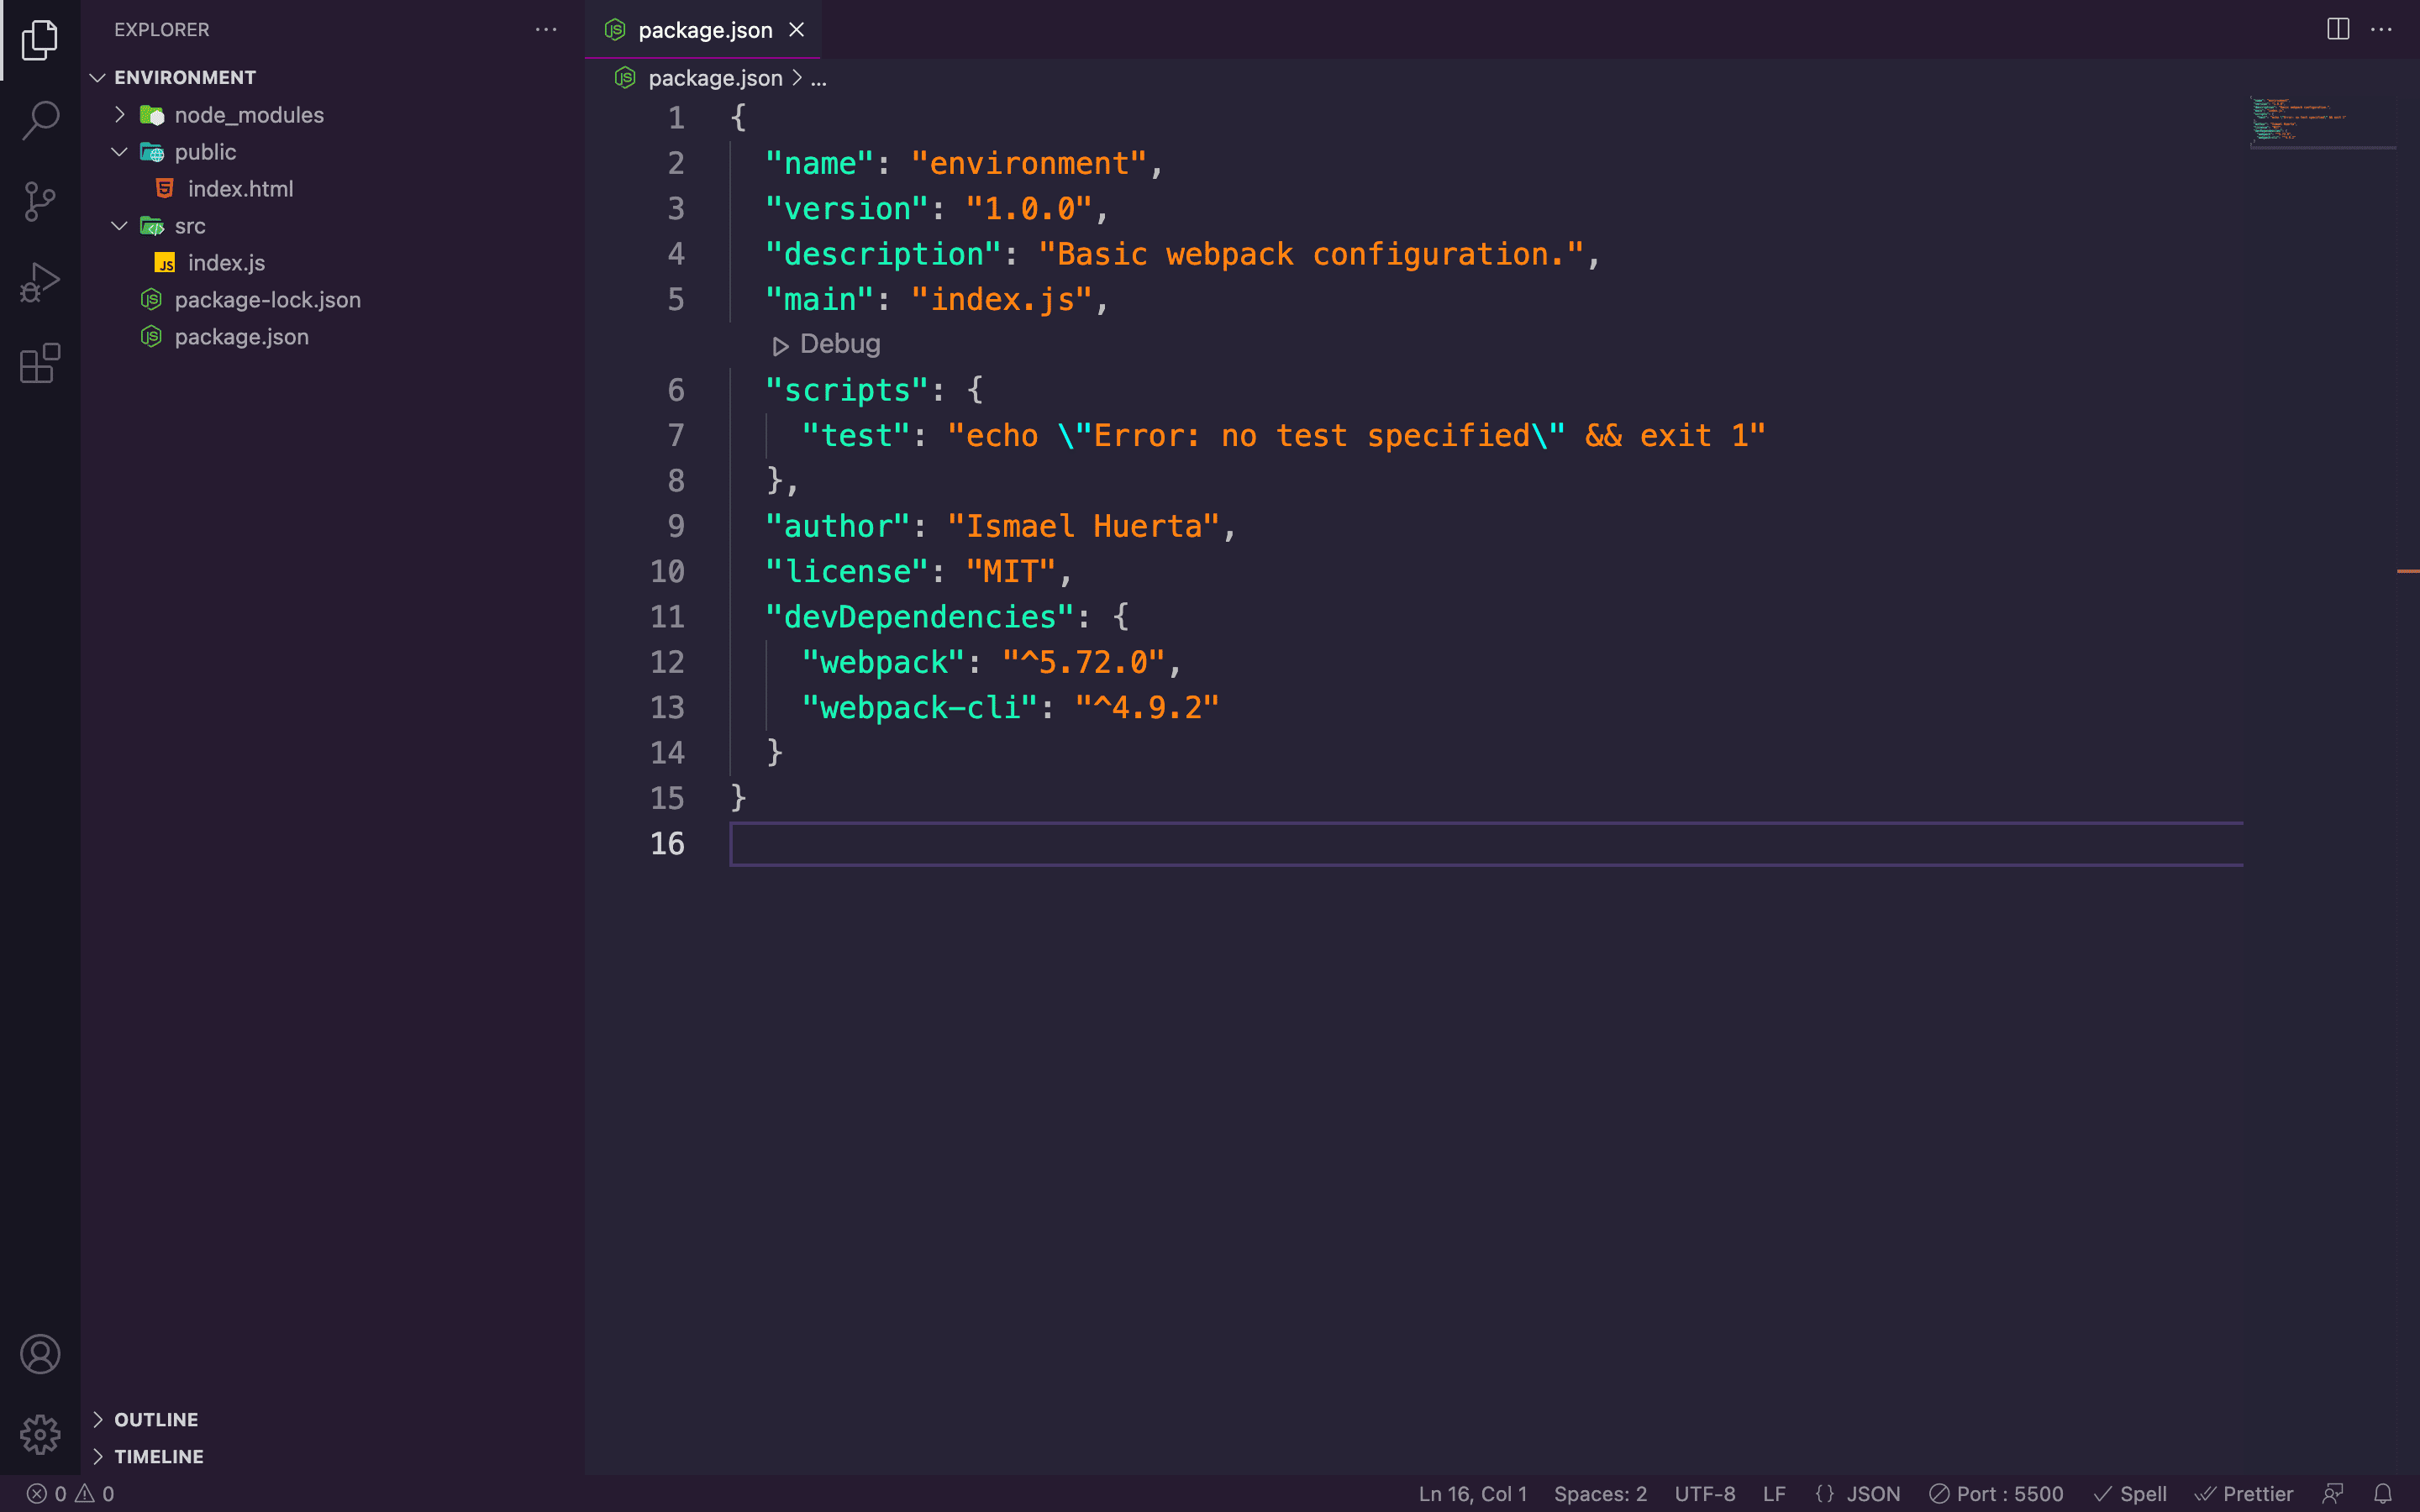 EXPLORER
ENVIRONMENT
node_modules
public
index.html
src
index.js
package-lock.json
package.json
OUTLINE
TIMELINE
package.json
package.json > ...
1 {
2 "name": "environment",
3 "version": "1.0.0",
4 "description": "Basic webpack configuration.",
5 "main": "index.js",
Debug
6 "scripts": {
7 "test": "echo \"Error: no test specified\" && exit 1"
8 },
9 "author": "Ismael Huerta",
10 "license": "MIT",
11 "devDependencies": {
12 "webpack": "^5.72.0",
13 "webpack-cli": "^4.9.2"
14 }
15 }
16
0 0 Ln 16, Col 1 Spaces: 2 UTF-8 LF {} JSON Port : 5500 Spell Prettier